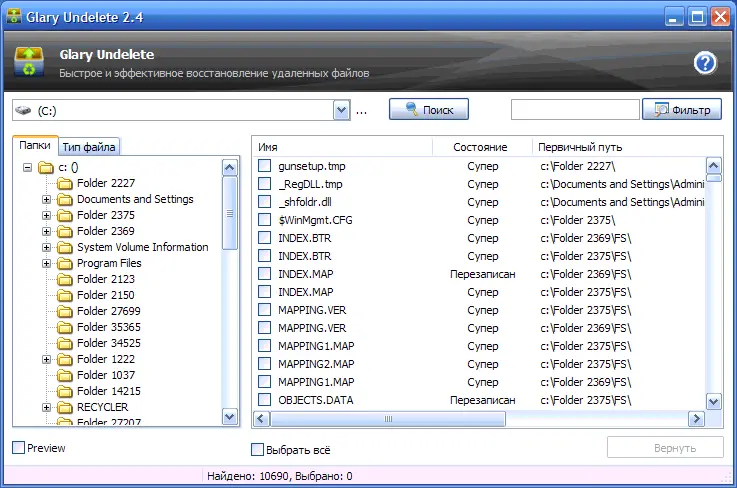 Glary Undelete 2.4
Glary Undelete
Быстрое и эффективное восстановление удаленных файлов
(C:)
...
Поиск
Фильтр
Папки
Тип файла
c: ()
Folder 2227
Documents and Settings
Folder 2375
Folder 2369
System Volume Information
Program Files
Folder 2123
Folder 2150
Folder 27699
Folder 35365
Folder 34525
Folder 1222
Folder 1037
Folder 14215
RECYCLER
Folder 27207
Имя Состояние Первичный путь
gunsetup.tmp Супер c:\Folder 2227\
_RegDLL.tmp Супер c:\Documents and Settings\Admini
_shfoldr.dll Супер c:\Documents and Settings\Admini
$WinMgmt.CFG Супер c:\Folder 2375\
INDEX.BTR Супер c:\Folder 2369\FS\
INDEX.BTR Супер c:\Folder 2375\FS\
INDEX.MAP Перезаписан c:\Folder 2369\FS\
INDEX.MAP Супер c:\Folder 2375\FS\
MAPPING.VER Супер c:\Folder 2375\FS\
MAPPING.VER Супер c:\Folder 2369\FS\
MAPPING1.MAP Супер c:\Folder 2375\FS\
MAPPING2.MAP Супер c:\Folder 2375\FS\
MAPPING1.MAP Супер c:\Folder 2369\FS\
OBJECTS.DATA Перезаписан c:\Folder 2375\FS\
Preview
Выбрать всё
Вернуть
Найдено: 10690, Выбрано: 0